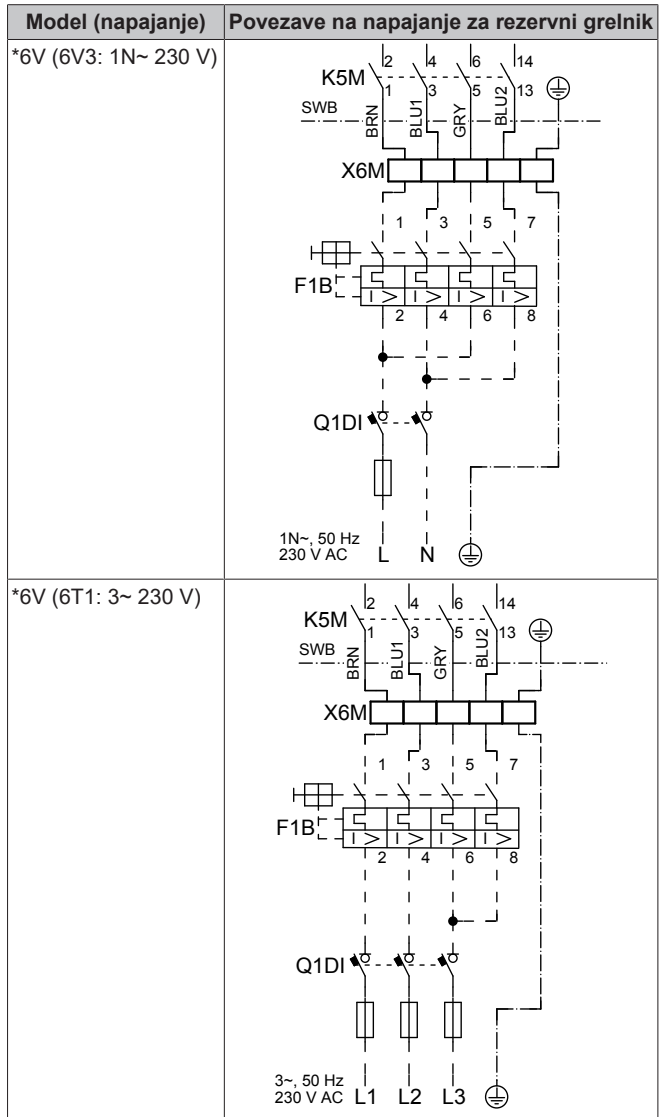 Model (napajanje) Povezave na napajanje za rezervni grelnik
*6V (6V3: 1N~ 230 V)
2 4 6 14
K5M
1 3 5 13
SWB
BRN BLU1 GRY BLU2
X6M
1 3 5 7
F1B
I > I > I > I >
2 4 6 8
Q1DI
1N~, 50 Hz
230 V AC L N
*6V (6T1: 3~ 230 V)
2 4 6 14
K5M
1 3 5 13
SWB
BRN BLU1 GRY BLU2
X6M
1 3 5 7
F1B
I > I > I > I >
2 4 6 8
Q1DI
3~, 50 Hz
230 V AC L1 L2 L3